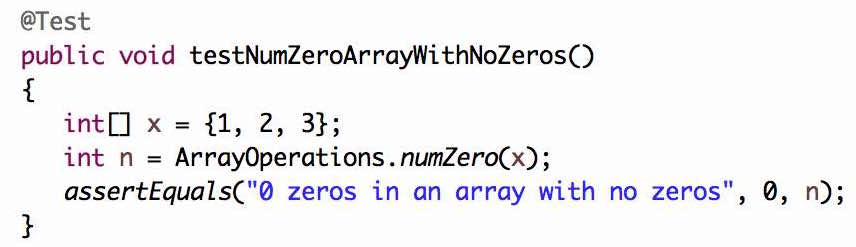 @Test
public void testNumZeroArrayWithNoZeros()
{
int[] x = {1, 2, 3};
int n = ArrayOperations.numZero(x);
assertEquals("0 zeros in an array with no zeros", 0, n);
}